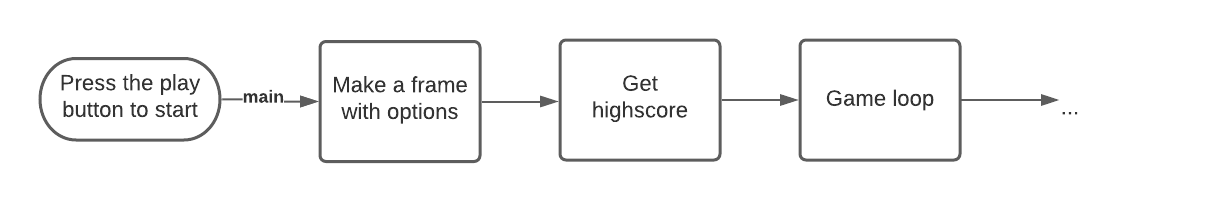 Press the play
button to start
main
Make a frame
with options
Get
highscore
Game loop
...